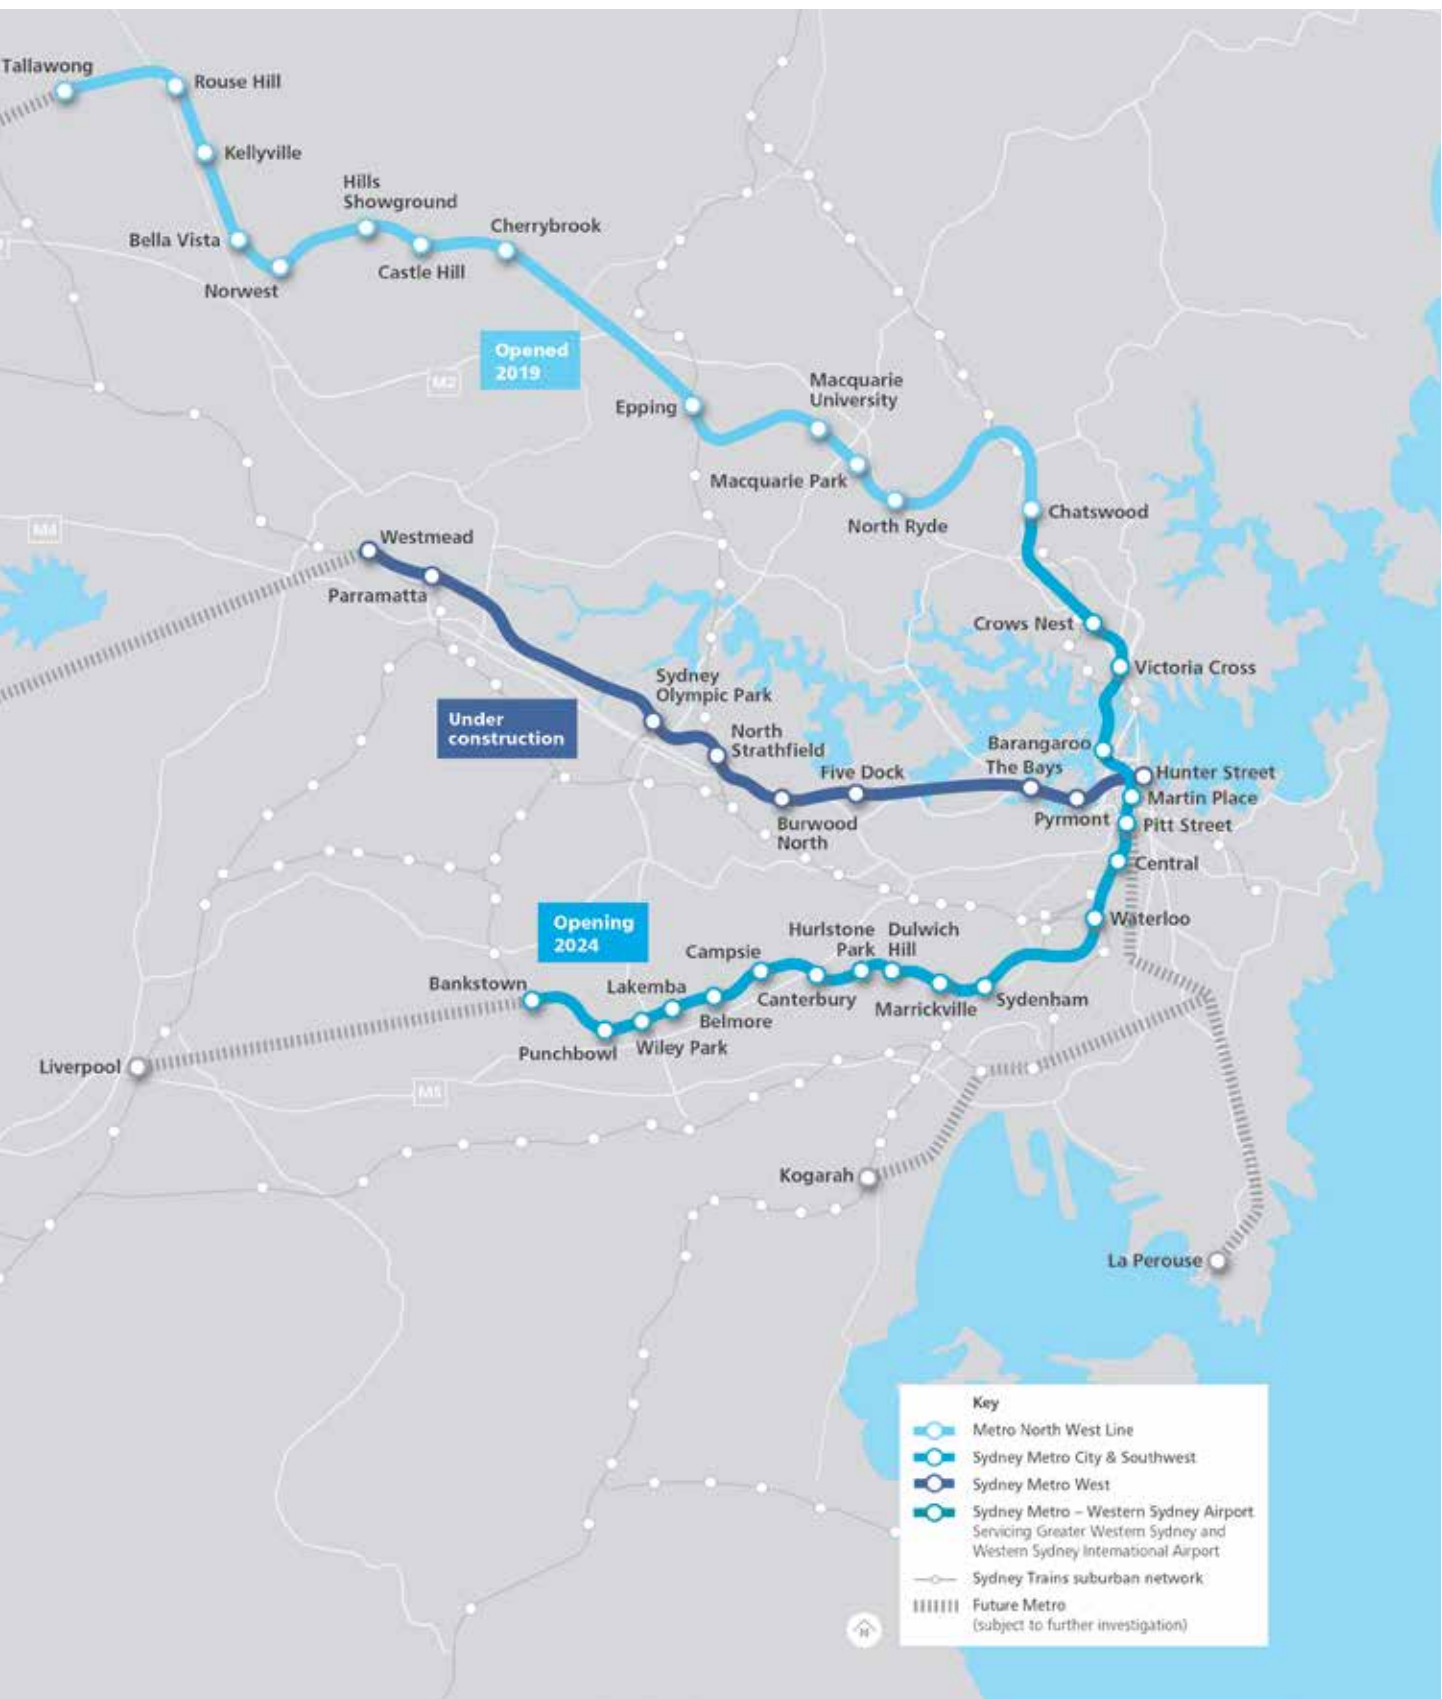 Tallawong
Rouse Hill
Kellyville
Hills
Showground
Cherrybrook
Bella Vista
Castle Hill
Norwest
Opened
2019
M2
Macquarie
University
Epping
Macquarie Park
North Ryde
Chatswood
M4
Westmead
Parramatta
Crows Nest
Victoria Cross
Sydney
Olympic Park
Under
construction
North
Strathfield
Barangaroo
The Bays
Five Dock
Hunter Street
Martin Place
Pyrmont
Pitt Street
Burwood
North
Central
Waterloo
Opening
2024
Hurlstone
Park
Dulwich
Hill
Campsie
Bankstown
Lakemba
Canterbury
Sydenham
Marrickville
Belmore
Punchbowl
Wiley Park
Liverpool
M5
Kogarah
La Perouse
Key
Metro North West Line
Sydney Metro City & Southwest
Sydney Metro West
Sydney Metro – Western Sydney Airport
Servicing Greater Western Sydney and
Western Sydney International Airport
Sydney Trains suburban network
Future Metro
(subject to further investigation)
N